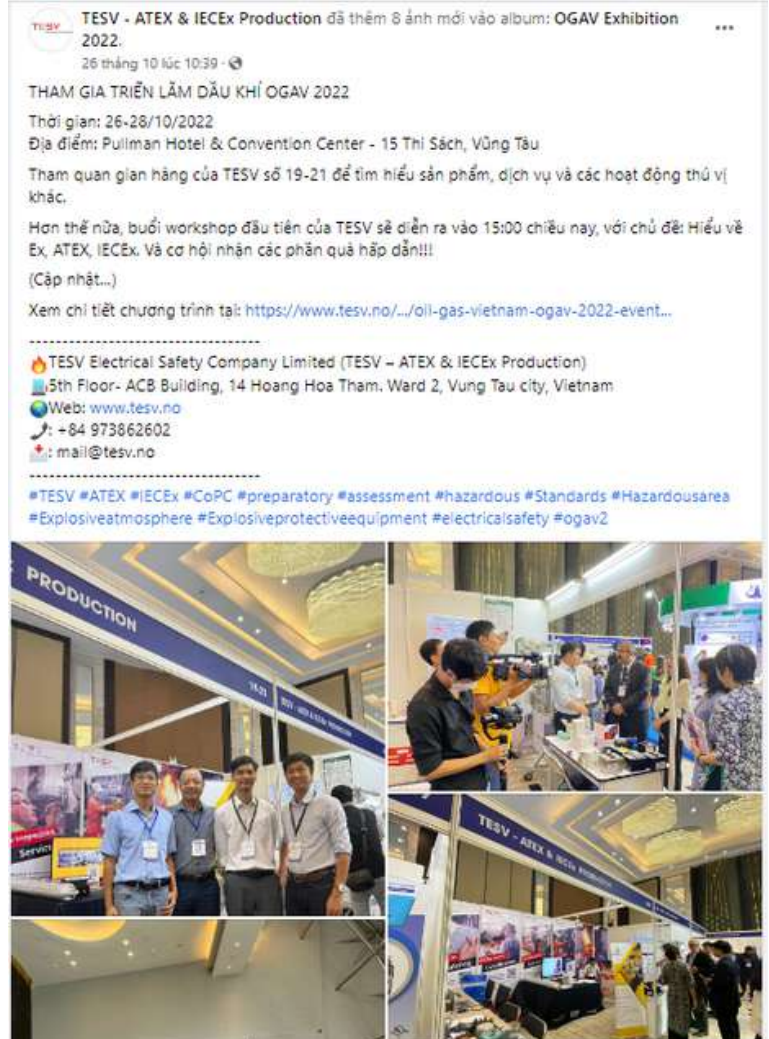 TESV
TESV - ATEX & IECEx Production đã thêm 8 ảnh mới vào album: OGAV Exhibition
2022.
26 tháng 10 lúc 10:39 ·
THAM GIA TRIỂN LÃM DẦU KHÍ OGAV 2022
Thời gian: 26-28/10/2022
Địa điểm: Pullman Hotel & Convention Center - 15 Thi Sách, Vũng Tàu
Tham quan gian hàng của TESV số 19-21 để tìm hiểu sản phẩm, dịch vụ và các hoạt động thú vị
khác.
Hơn thế nữa, buổi workshop đầu tiên của TESV sẽ diễn ra vào 15:00 chiều nay, với chủ đề: Hiểu về
Ex, ATEX, IECEx. Và cơ hội nhận các phần quà hấp dẫn!!!
(Cập nhật...)
Xem chi tiết chương trình tại: https://www.tesv.no/.../oil-gas-vietnam-ogav-2022-event...
-----------------------------------
🔥TESV Electrical Safety Company Limited (TESV – ATEX & IECEx Production)
5th Floor- ACB Building, 14 Hoang Hoa Tham. Ward 2, Vung Tau city, Vietnam
Web: www.tesv.no
: +84 973862602
📩: mail@tesv.no
-----------------------------------
#TESV #ATEX #IECEx #CoPC #preparatory #assessment #hazardous #Standards #Hazardousarea
#Explosiveatmosphere #Explosiveprotectiveequipment #electricalsafety #ogav2
PRODUCTION
19-21
TESV - ATEX & IECEx PRODUCTION
Service
TESV - ATEX & IECEx PRODUCTION